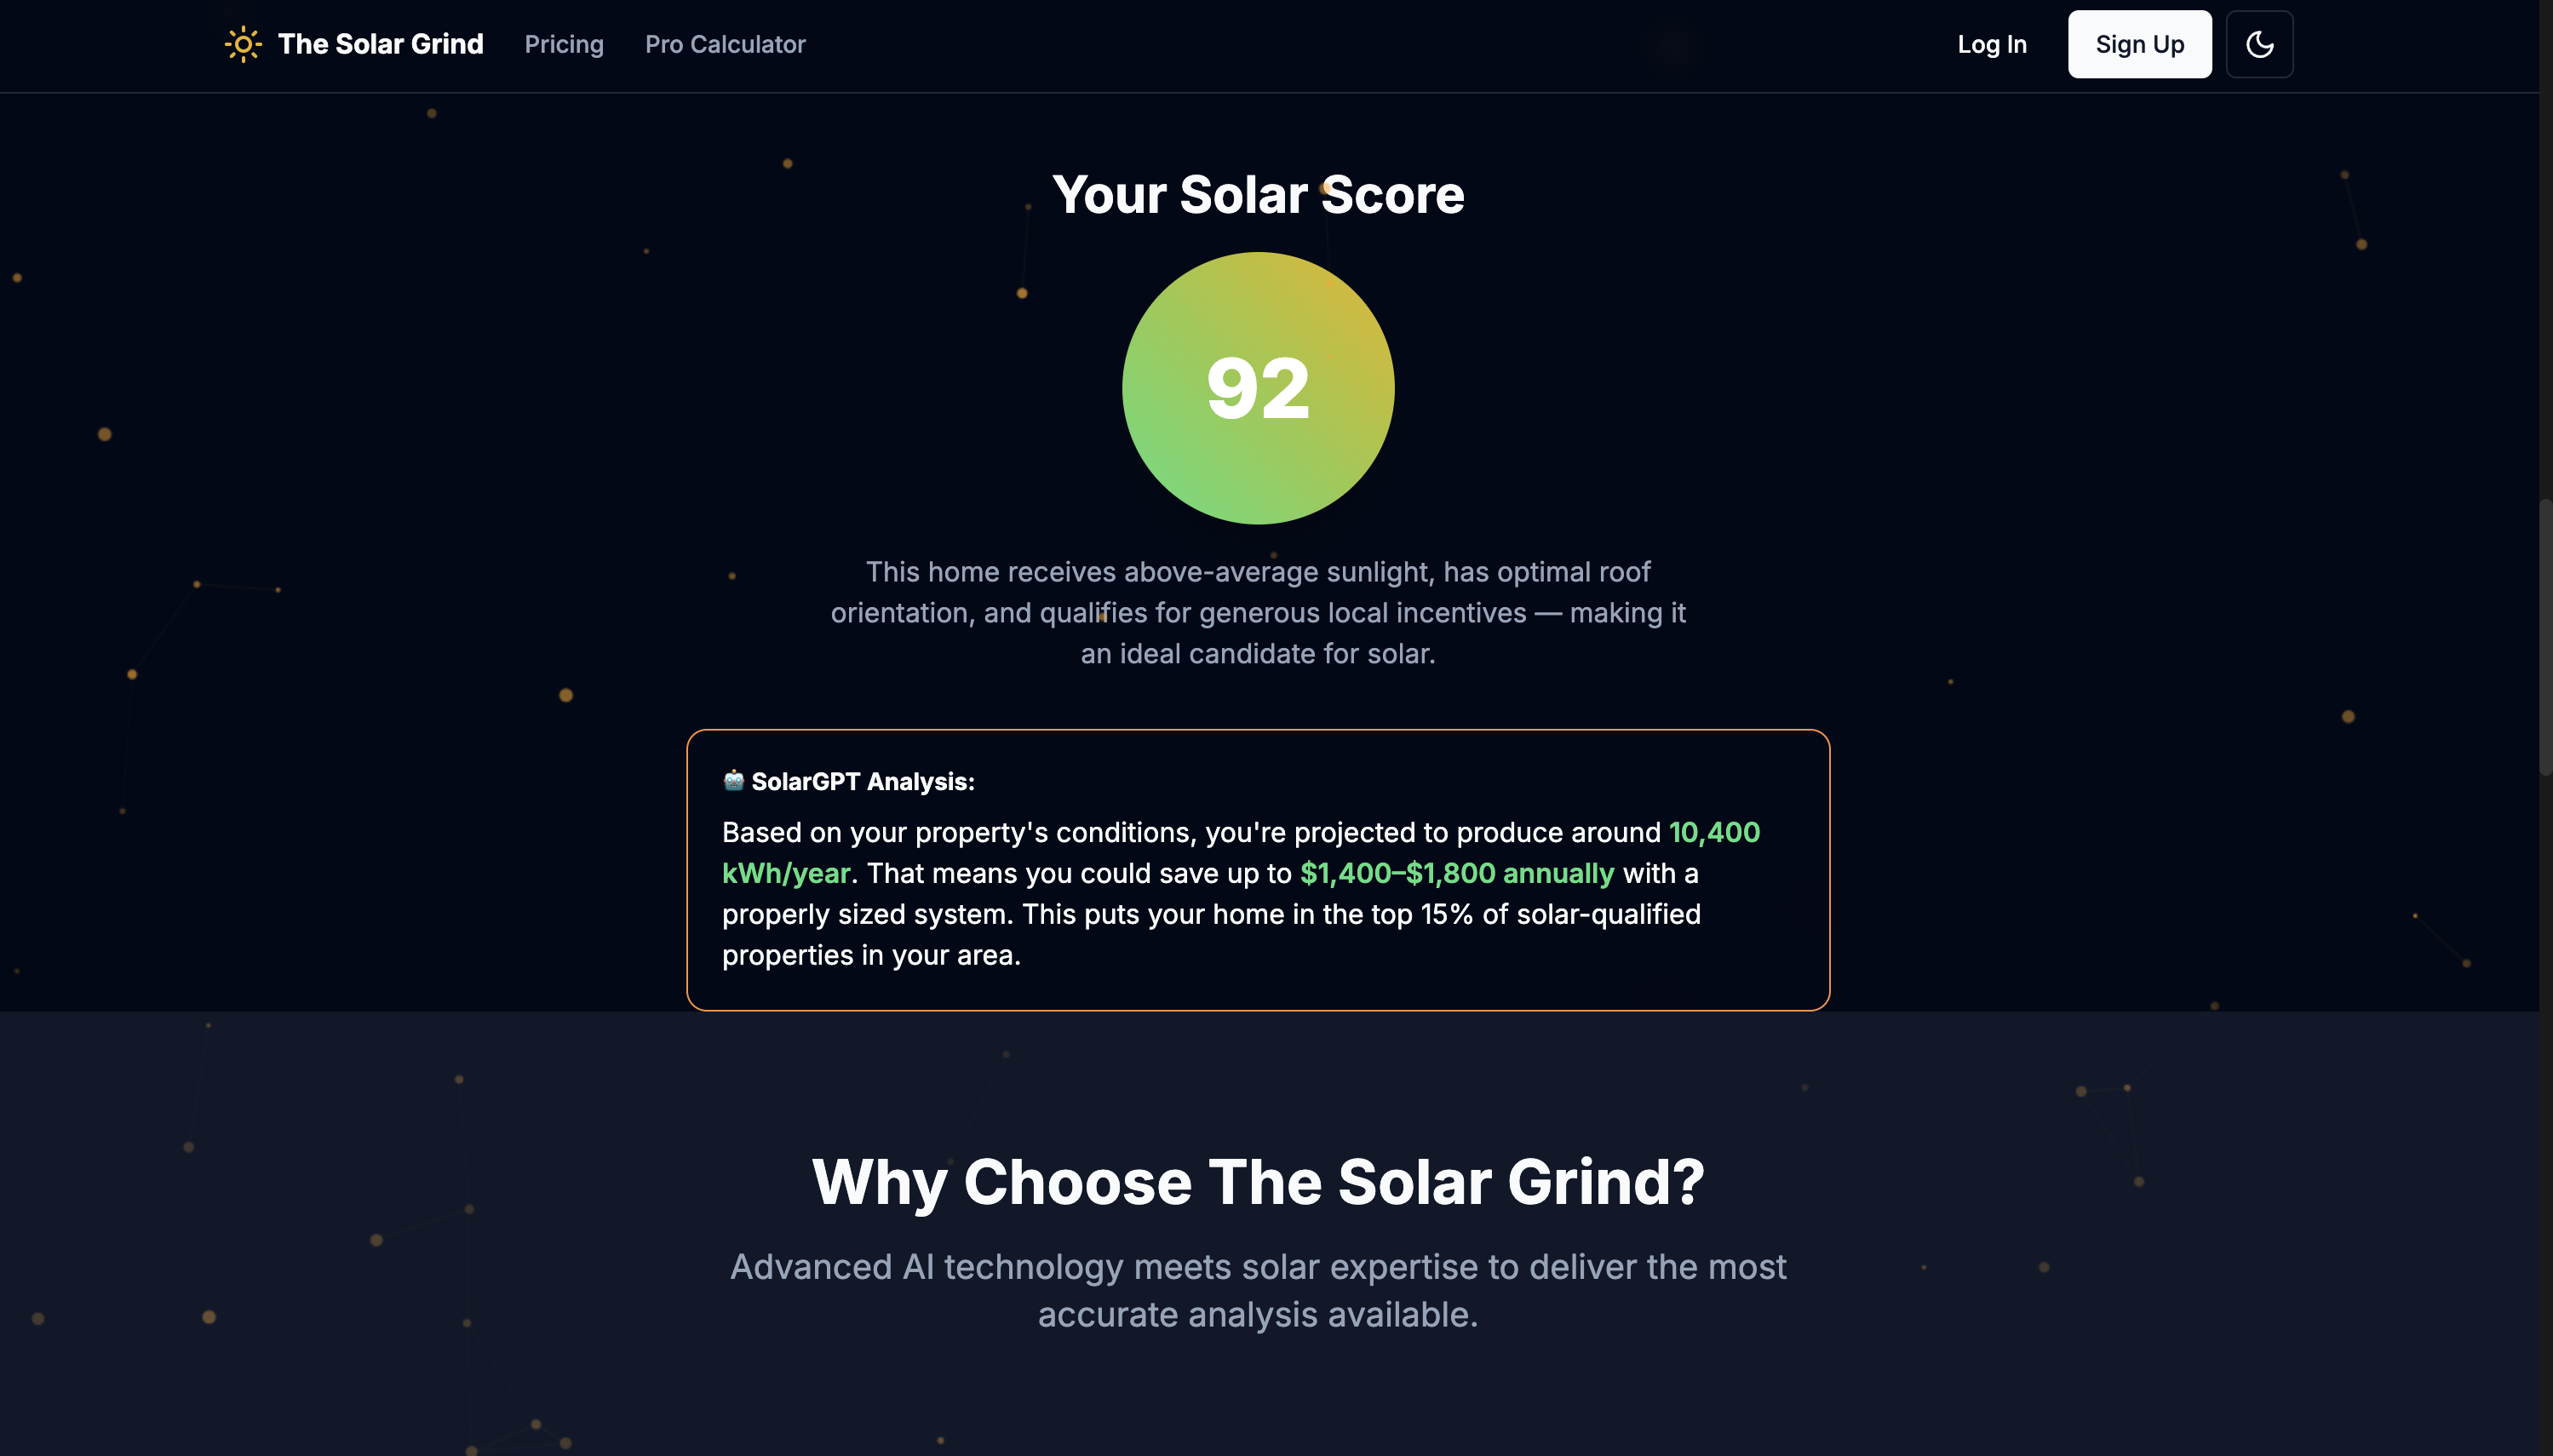 The Solar Grind Pricing Pro Calculator Log In Sign Up
Your Solar Score
92
This home receives above-average sunlight, has optimal roof
orientation, and qualifies for generous local incentives — making it
an ideal candidate for solar.
🤖 SolarGPT Analysis:
Based on your property's conditions, you're projected to produce around 10,400
kWh/year. That means you could save up to $1,400–$1,800 annually with a
properly sized system. This puts your home in the top 15% of solar-qualified
properties in your area.
Why Choose The Solar Grind?
Advanced AI technology meets solar expertise to deliver the most
accurate analysis available.